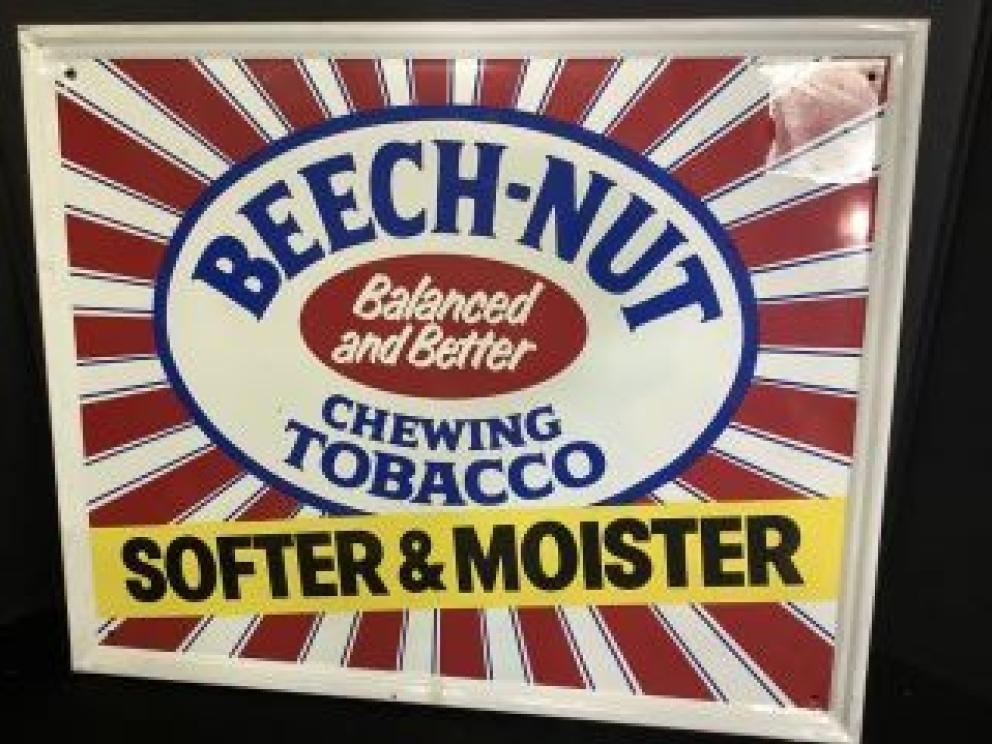 BEECH-NUT
Balanced
and Better
CHEWING
TOBACCO
SOFTER & MOISTER